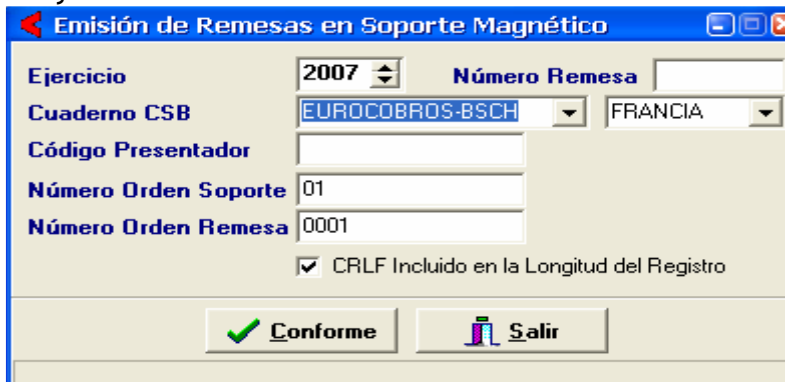 Emisión de Remesas en Soporte Magnético
Ejercicio 2007 Número Remesa
Cuaderno CSB EUROCOBROS-BSCH FRANCIA
Código Presentador
Número Orden Soporte 01
Número Orden Remesa 0001
CRLF Incluido en la Longitud del Registro
Conforme Salir